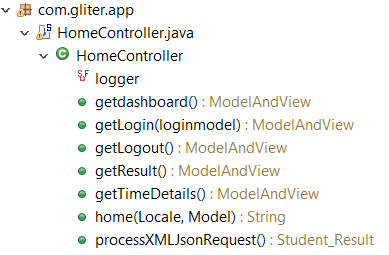 com.gliter.app
HomeController.java
HomeController
logger
getdashboard() : ModelAndView
getLogin(loginmodel) : ModelAndView
getLogout() : ModelAndView
getResult() : ModelAndView
getTimeDetails() : ModelAndView
home(Locale, Model) : String
processXMLJsonRequest() : Student_Result